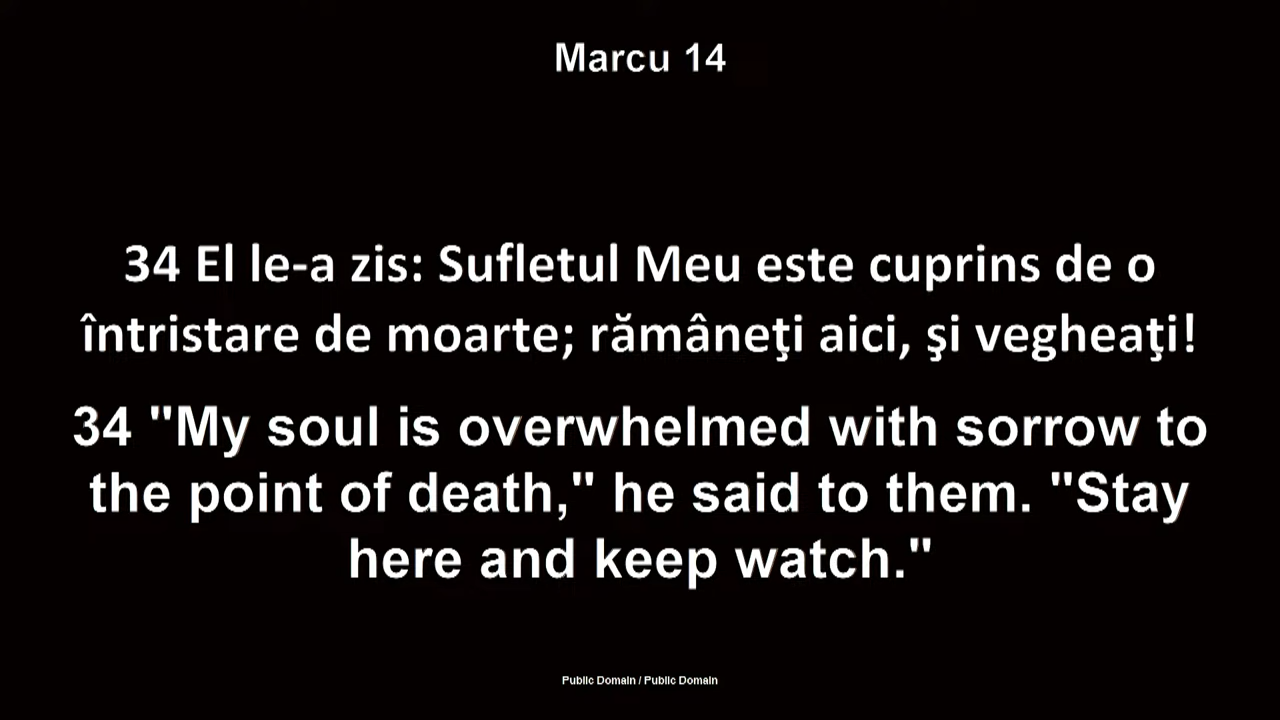 Marcu 14
34 El le-a zis: Sufletul Meu este cuprins de o
întristare de moarte; rămâneţi aici, şi vegheaţi!
34 "My soul is overwhelmed with sorrow to
the point of death," he said to them. "Stay
here and keep watch."
Public Domain / Public Domain